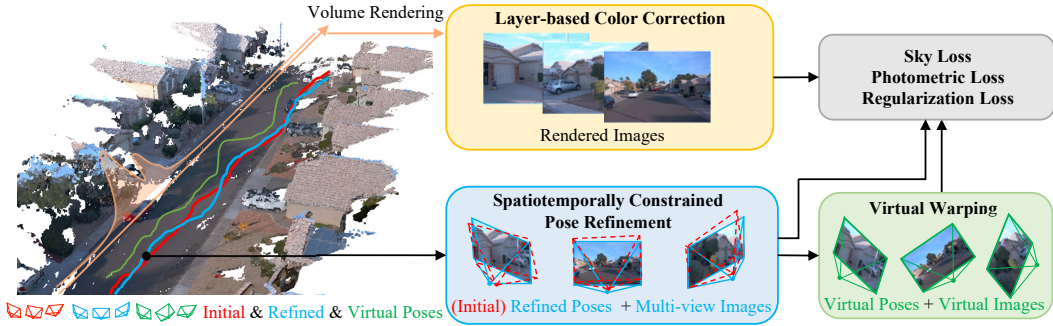 Volume Rendering
Layer-based Color Correction
Rendered Images
Sky Loss
Photometric Loss
Regularization Loss
Spatiotemporally Constrained
Pose Refinement
(Initial) Refined Poses + Multi-view Images
Virtual Warping
Virtual Poses + Virtual Images
Initial & Refined & Virtual Poses